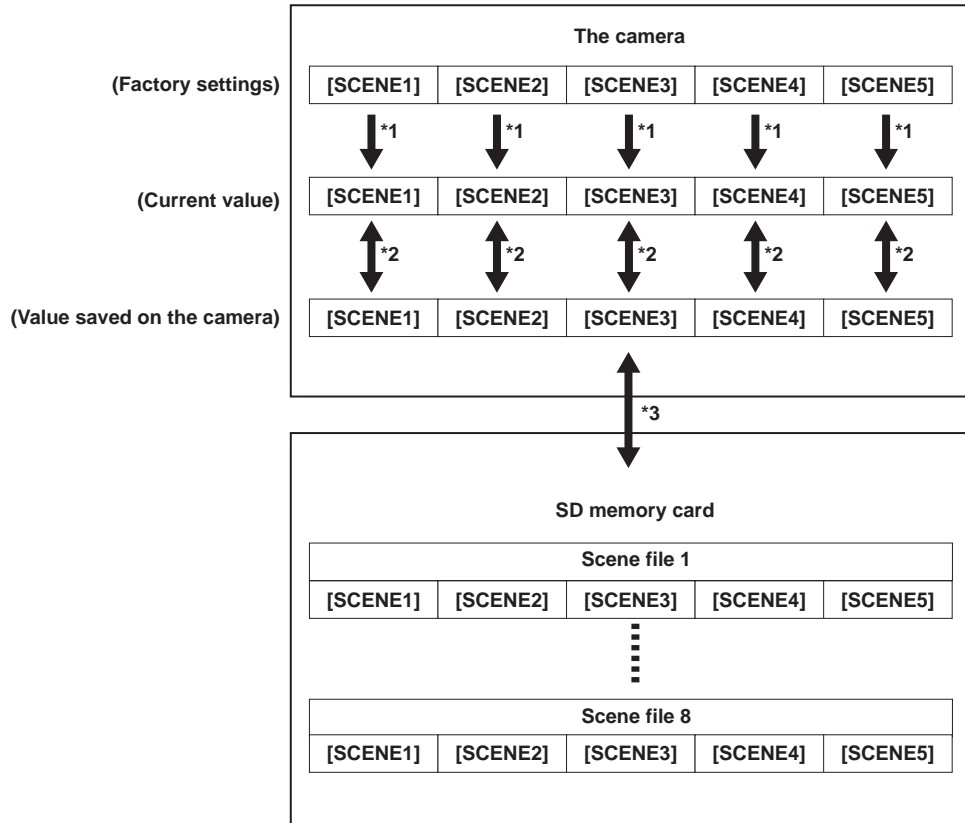 The camera
(Factory settings) [SCENE1] [SCENE2] [SCENE3] [SCENE4] [SCENE5]
*1 *1 *1 *1 *1
(Current value) [SCENE1] [SCENE2] [SCENE3] [SCENE4] [SCENE5]
*2 *2 *2 *2 *2
(Value saved on the camera) [SCENE1] [SCENE2] [SCENE3] [SCENE4] [SCENE5]
*3
SD memory card
Scene file 1
[SCENE1] [SCENE2] [SCENE3] [SCENE4] [SCENE5]
Scene file 8
[SCENE1] [SCENE2] [SCENE3] [SCENE4] [SCENE5]